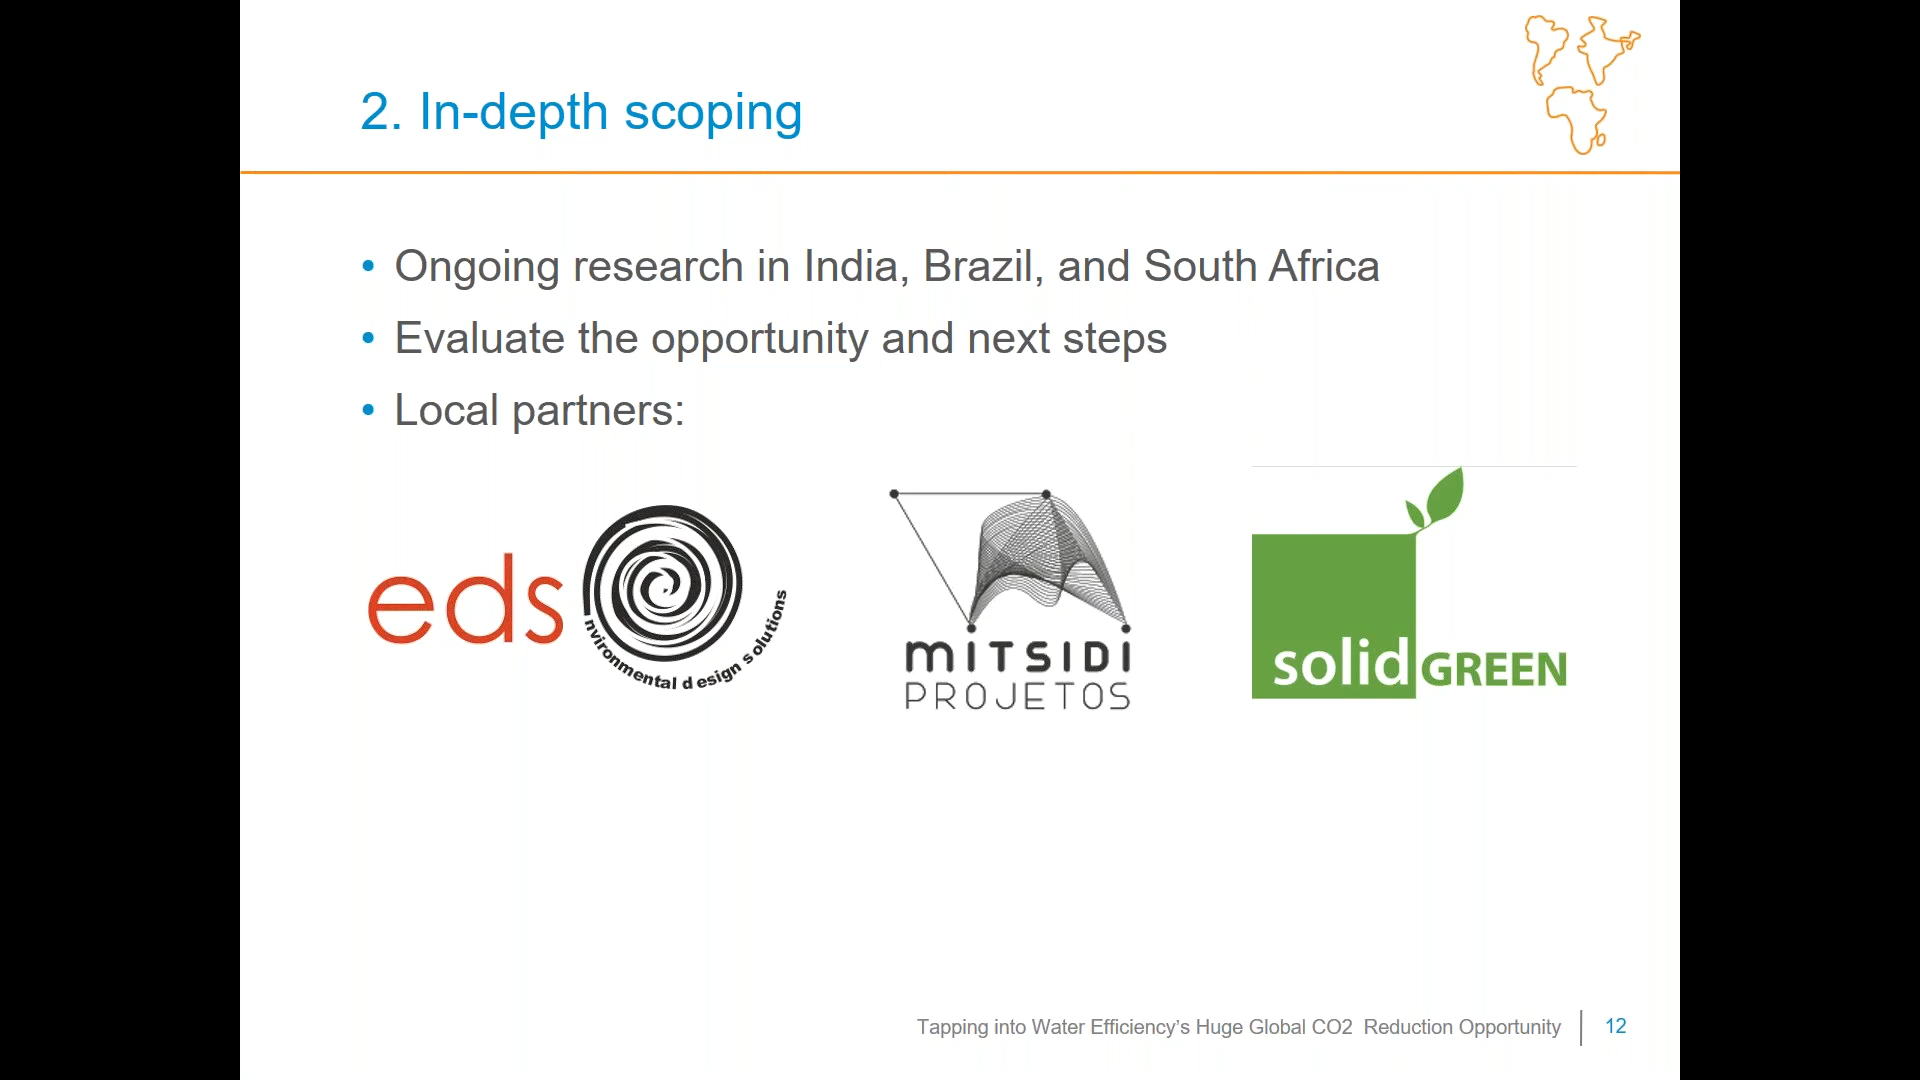 2. In-depth scoping
• Ongoing research in India, Brazil, and South Africa
• Evaluate the opportunity and next steps
• Local partners:
eds
nvironmental design solutions
MITSIDI
PROJETOS
solid GREEN
Tapping into Water Efficiency’s Huge Global CO2 Reduction Opportunity
12